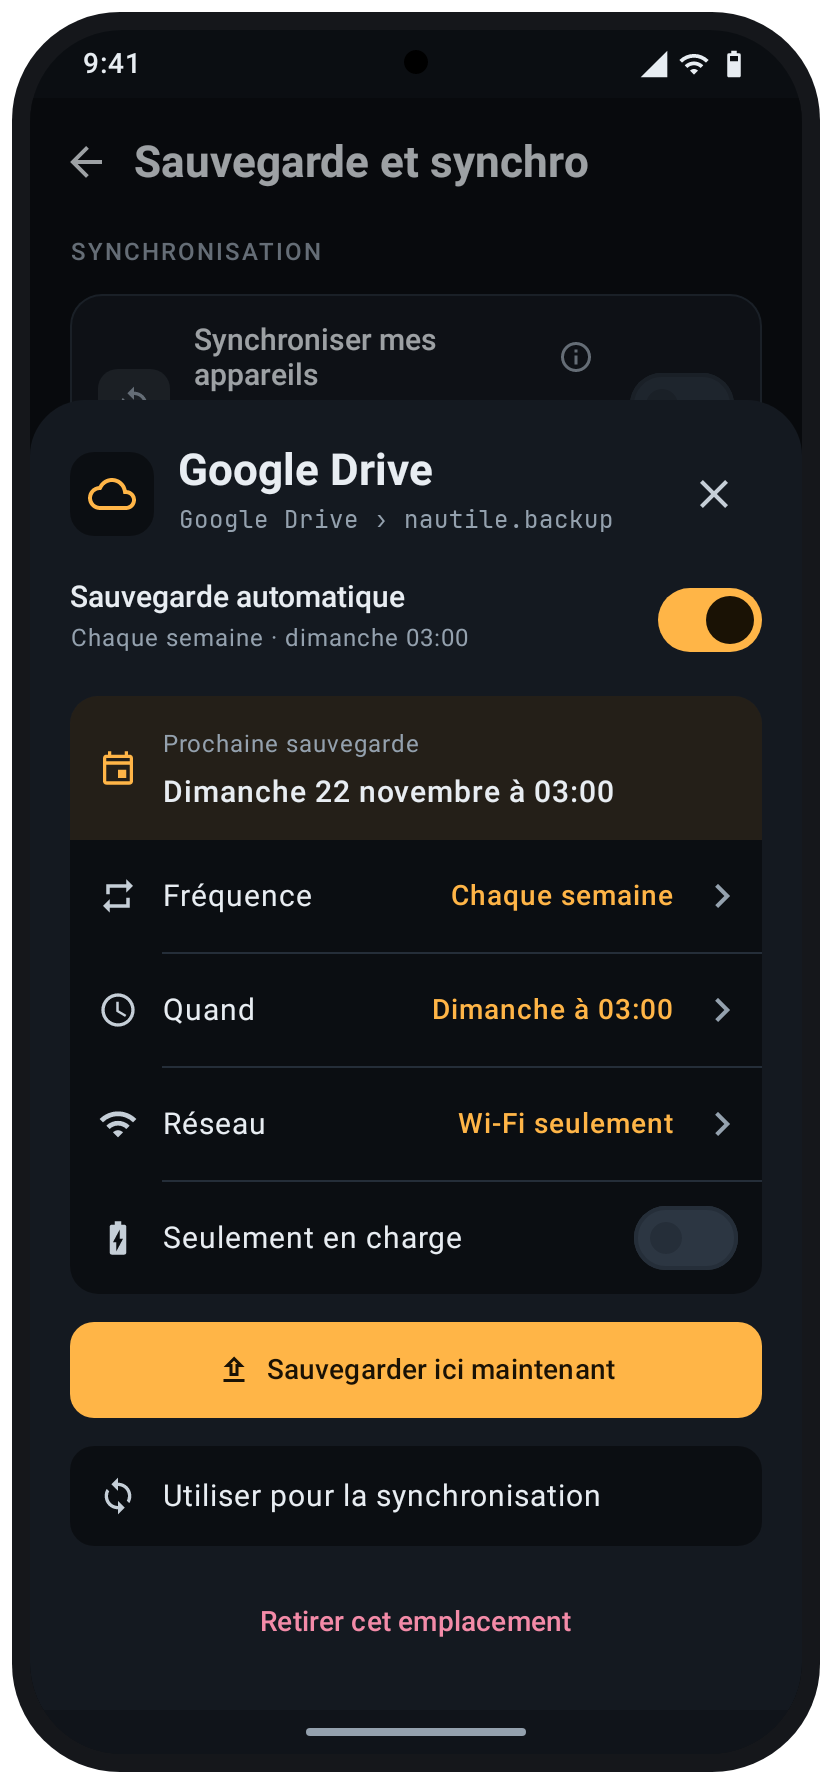 9:41
Sauvegarde et synchro
SYNCHRONISATION
Synchroniser mes
appareils
Google Drive
Google Drive › nautile.backup
Sauvegarde automatique
Chaque semaine · dimanche 03:00
Prochaine sauvegarde
Dimanche 22 novembre à 03:00
Fréquence Chaque semaine
Quand Dimanche à 03:00
Réseau Wi-Fi seulement
Seulement en charge
Sauvegarder ici maintenant
Utiliser pour la synchronisation
Retirer cet emplacement